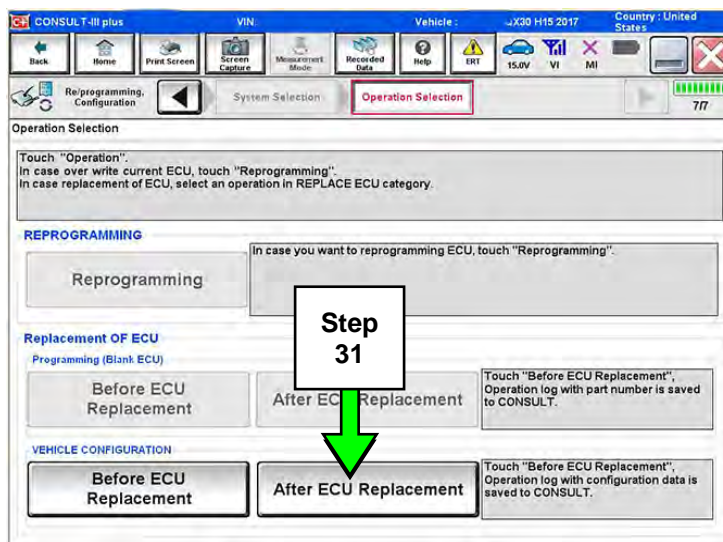 CONSULT-III plus VIN: Vehicle : X30 H15 2017 Country : United States
Back Home Print Screen Screen Capture Measurement Mode Recorded Data Help ERT 15.0V VI MI
Re/programming, Configuration System Selection Operation Selection 7/7
Operation Selection
Touch "Operation".
In case over write current ECU, touch "Reprogramming".
In case replacement of ECU, select an operation in REPLACE ECU category.
REPROGRAMMING
Reprogramming
In case you want to reprogramming ECU, touch "Reprogramming".
Step
31
Replacement OF ECU
Programming (Blank ECU)
Before ECU
Replacement
After ECU Replacement
Touch "Before ECU Replacement",
Operation log with part number is saved
to CONSULT.
VEHICLE CONFIGURATION
Before ECU
Replacement
After ECU Replacement
Touch "Before ECU Replacement",
Operation log with configuration data is
saved to CONSULT.